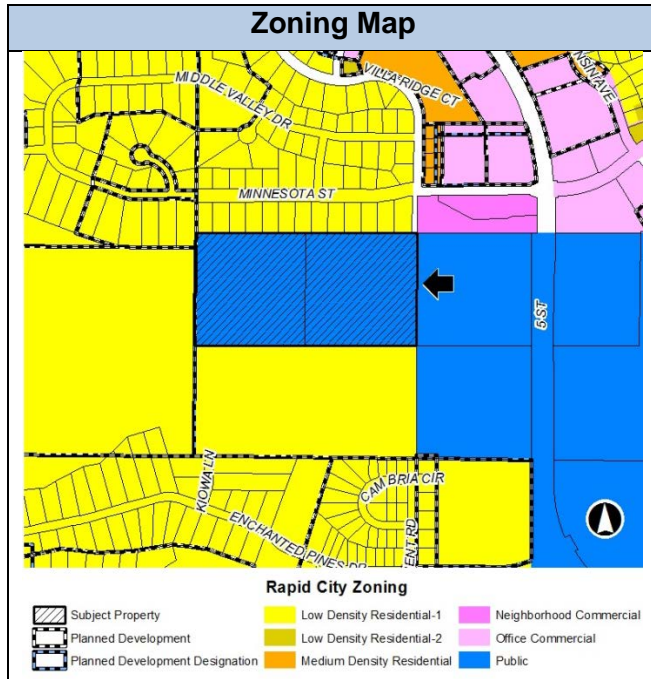 Zoning Map
VILLA RIDGE CT
MIDDLE VALLEY DR
MINNESOTA ST
5 ST
KIOWA LN
CAMBRIA CIR
ENCHANTED PINES DR
Rapid City Zoning
Subject Property
Planned Development
Planned Development Designation
Low Density Residential-1
Low Density Residential-2
Medium Density Residential
Neighborhood Commercial
Office Commercial
Public